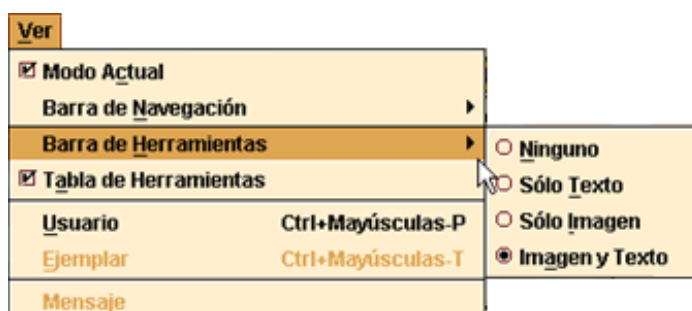 Ver
Modo Actual
Barra de Navegación
Barra de Herramientas
Tabla de Herramientas
Usuario Ctrl+Mayúsculas-P
Ejemplar Ctrl+Mayúsculas-T
Mensaje
Ninguno
Sólo Texto
Sólo Imagen
Imagen y Texto